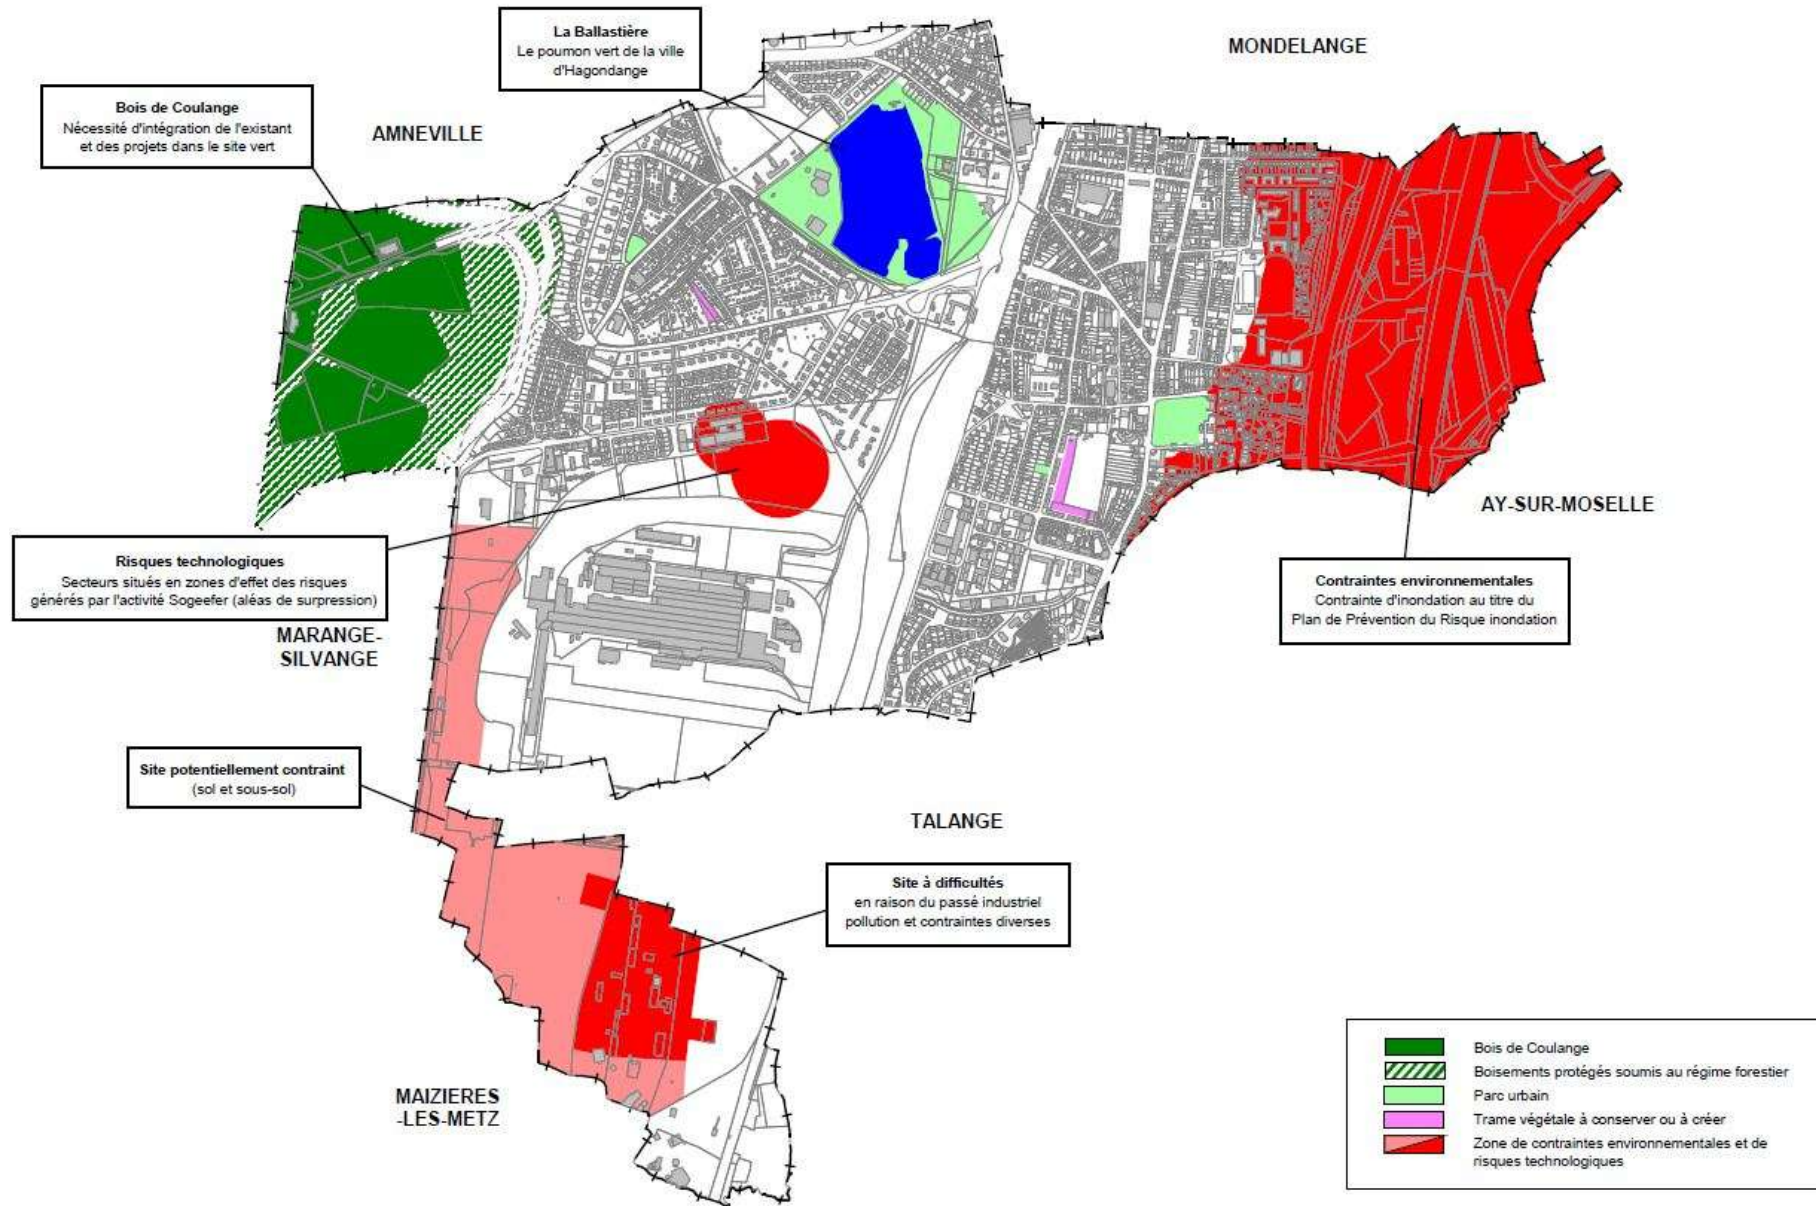 La Ballastière
Le poumon vert de la ville
d'Hagondange
MONDELANGE
Bois de Coulange
Nécessité d'intégration de l'existant
et des projets dans le site vert
AMNEVILLE
AY-SUR-MOSELLE
Risques technologiques
Secteurs situés en zones d'effet des risques
générés par l'activité Sogeefer (aléas de surpression)
Contraintes environnementales
Contrainte d'inondation au titre du
Plan de Prévention du Risque inondation
MARANGE-
SILVANGE
Site potentiellement contraint
(sol et sous-sol)
TALANGE
Site à difficultés
en raison du passé industriel
pollution et contraintes diverses
MAIZIERES
-LES-METZ
Bois de Coulange
Boisements protégés soumis au régime forestier
Parc urbain
Trame végétale à conserver ou à créer
Zone de contraintes environnementales et de
risques technologiques